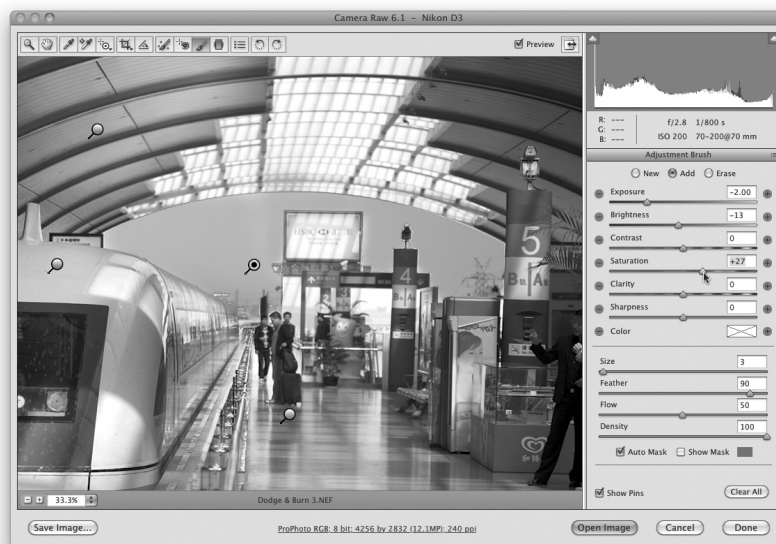 Camera Raw 6.1 – Nikon D3
Preview
R: ---
G: ---
B: ---
f/2.8 1/800 s
ISO 200 70-200@70 mm
Adjustment Brush
New Add Erase
Exposure -2.00
Brightness -13
Contrast 0
Saturation +27
Clarity 0
Sharpness 0
Color
Size 3
Feather 90
Flow 50
Density 100
Auto Mask Show Mask
Show Pins Clear All
HSBC
5
B
A
4
B
A
33.3%
Dodge & Burn 3.NEF
Save Image...
ProPhoto RGB; 8 bit; 4256 by 2832 (12.1MP); 240 ppi
Open Image Cancel Done